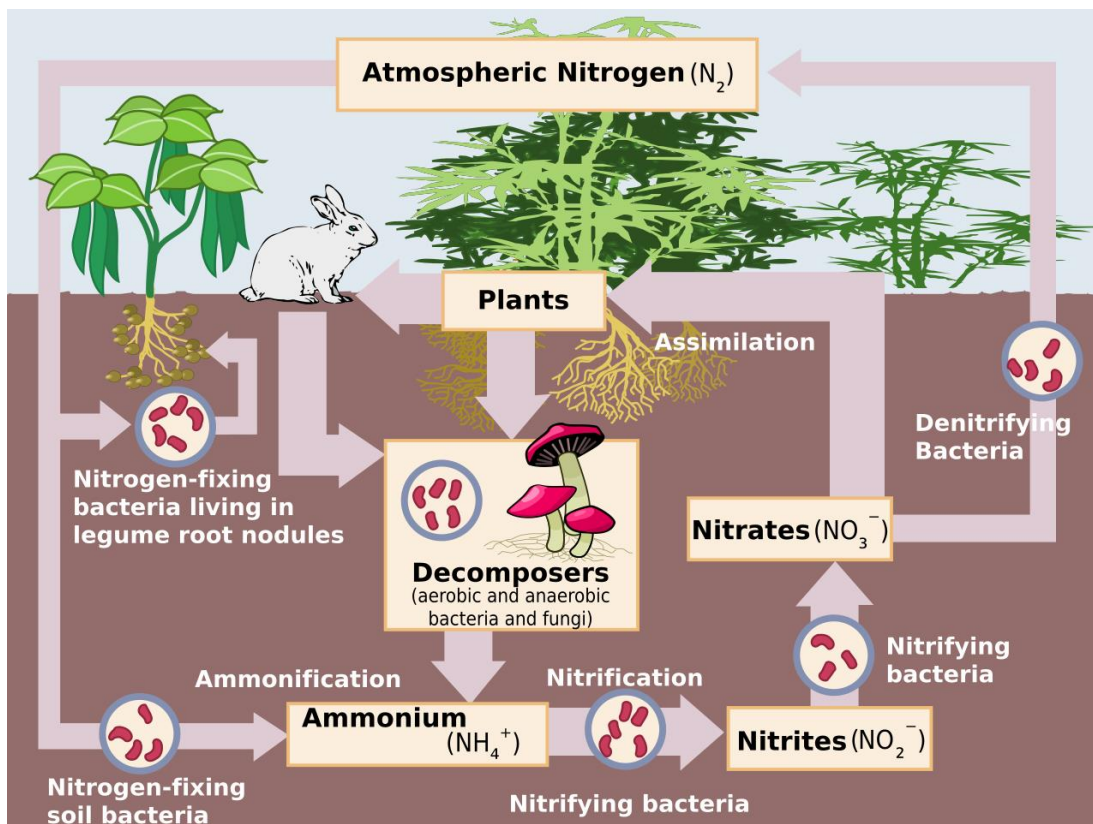 Atmospheric Nitrogen (N₂)
Plants
Assimilation
Denitrifying
Bacteria
Nitrogen-fixing
bacteria living in
legume root nodules
Decomposers
(aerobic and anaerobic
bacteria and fungi)
Nitrates (NO₃⁻)
Nitrifying
bacteria
Ammonification
Nitrification
Ammonium
(NH₄⁺)
Nitrites (NO₂⁻)
Nitrogen-fixing
soil bacteria
Nitrifying bacteria